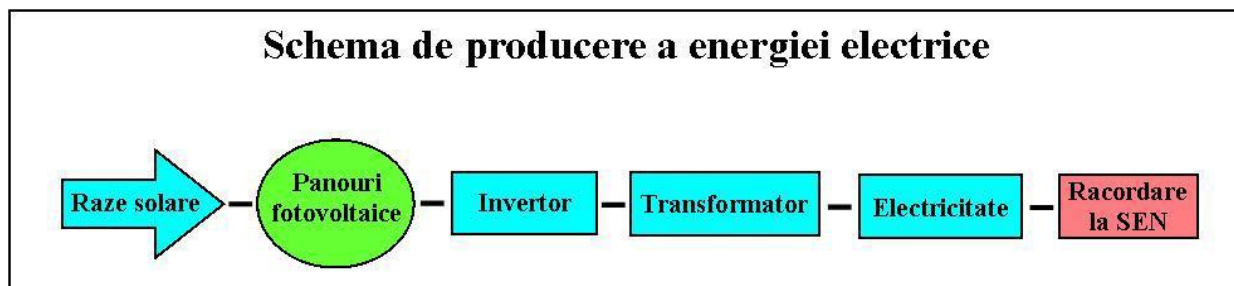 Schema de producere a energiei electrice
Raze solare
Panouri
fotovoltaice
Invertor
Transformator
Electricitate
Racordare
la SEN